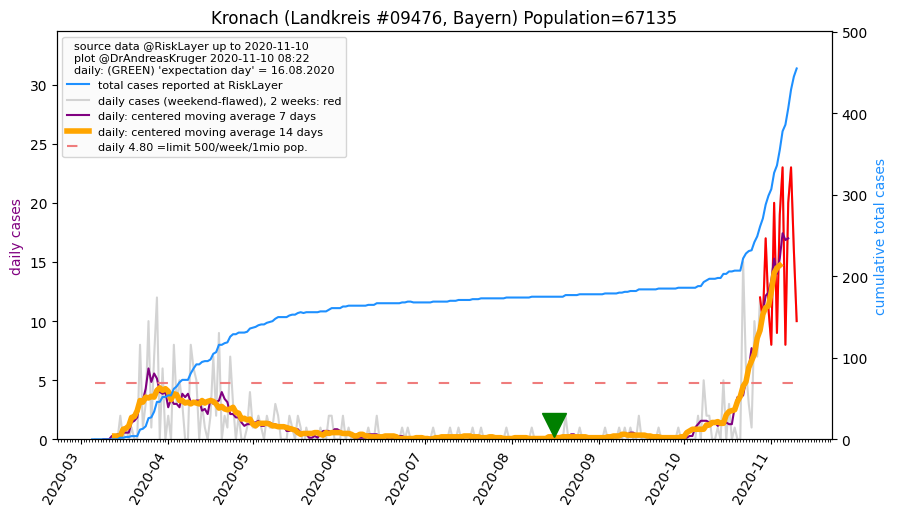 Kronach (Landkreis #09476, Bayern) Population=67135
source data @RiskLayer up to 2020-11-10
plot @DrAndreasKruger 2020-11-10 08:22
daily: (GREEN) 'expectation day' = 16.08.2020
total cases reported at RiskLayer
daily cases (weekend-flawed), 2 weeks: red
daily: centered moving average 7 days
daily: centered moving average 14 days
daily 4.80 =limit 500/week/1mio pop.
daily cases
30
25
20
15
10
5
0
cumulative total cases
500
400
300
200
100
0
2020-03
2020-04
2020-05
2020-06
2020-07
2020-08
2020-09
2020-10
2020-11